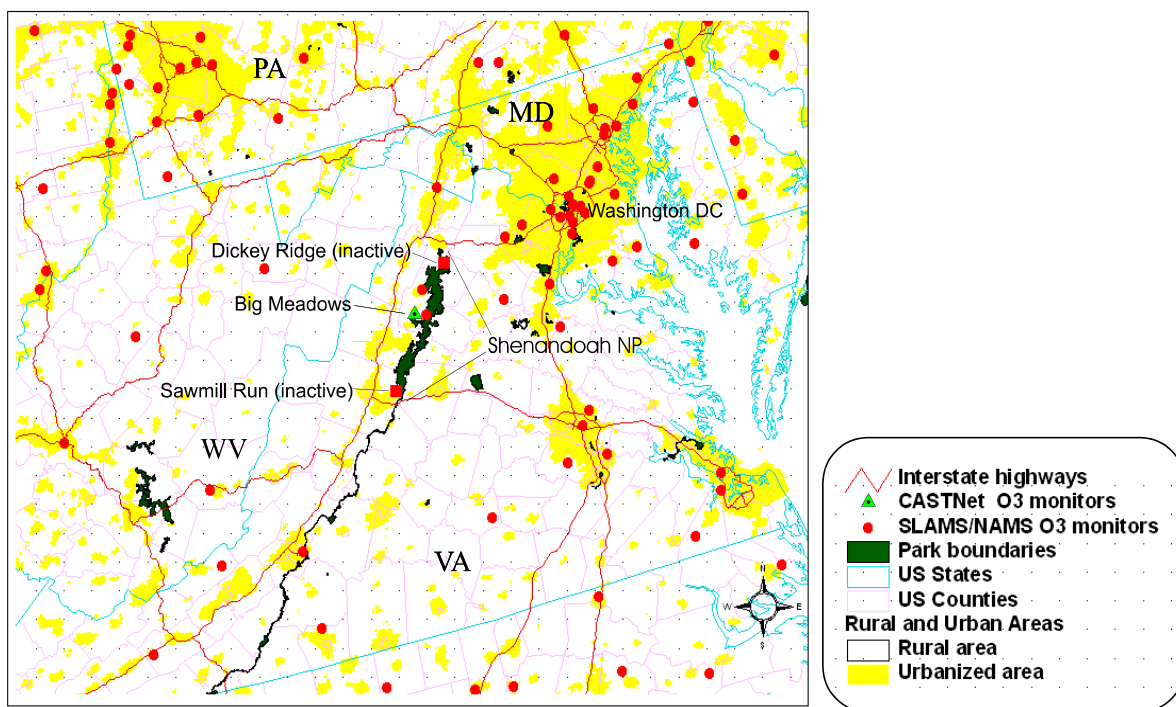 PA
MD
Washington DC
Dickey Ridge (inactive)
Big Meadows
Shenandoah NP
Sawmill Run (inactive)
WV
VA
N
W
E
S
Interstate highways
CASTNet O3 monitors
SLAMS/NAMS O3 monitors
Park boundaries
US States
US Counties
Rural and Urban Areas
Rural area
Urbanized area